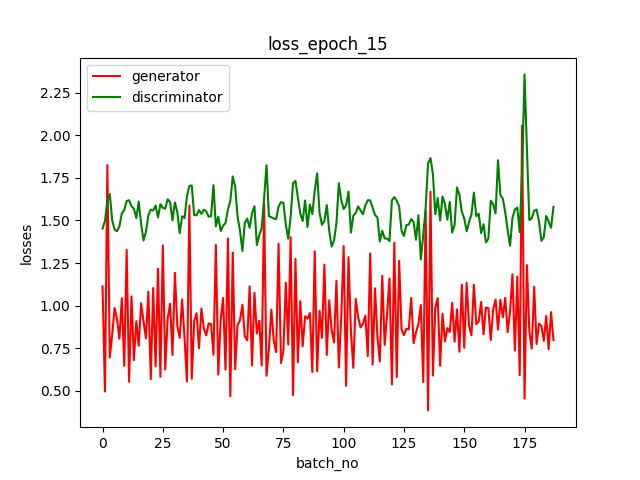 loss_epoch_15
generator
discriminator
losses
2.25
2.00
1.75
1.50
1.25
1.00
0.75
0.50
0 25 50 75 100 125 150 175
batch_no